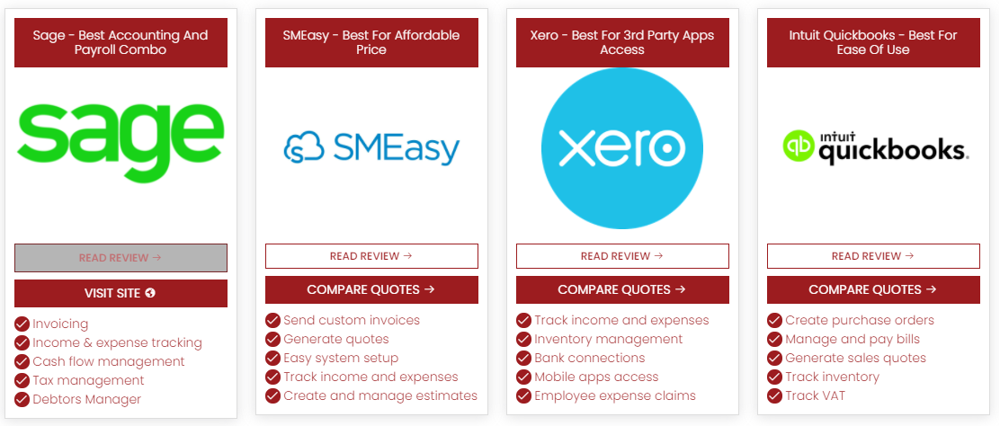 Sage - Best Accounting And
Payroll Combo
sage
READ REVIEW →
VISIT SITE
Invoicing
Income & expense tracking
Cash flow management
Tax management
Debtors Manager
SMEasy - Best For Affordable
Price
S SMEasy
READ REVIEW →
COMPARE QUOTES →
Send custom invoices
Generate quotes
Easy system setup
Track income and expenses
Create and manage estimates
Xero - Best For 3rd Party Apps
Access
xero
READ REVIEW →
COMPARE QUOTES →
Track income and expenses
Inventory management
Bank connections
Mobile apps access
Employee expense claims
Intuit Quickbooks - Best For
Ease Of Use
intuit
qb quickbooks.
READ REVIEW →
COMPARE QUOTES →
Create purchase orders
Manage and pay bills
Generate sales quotes
Track inventory
Track VAT